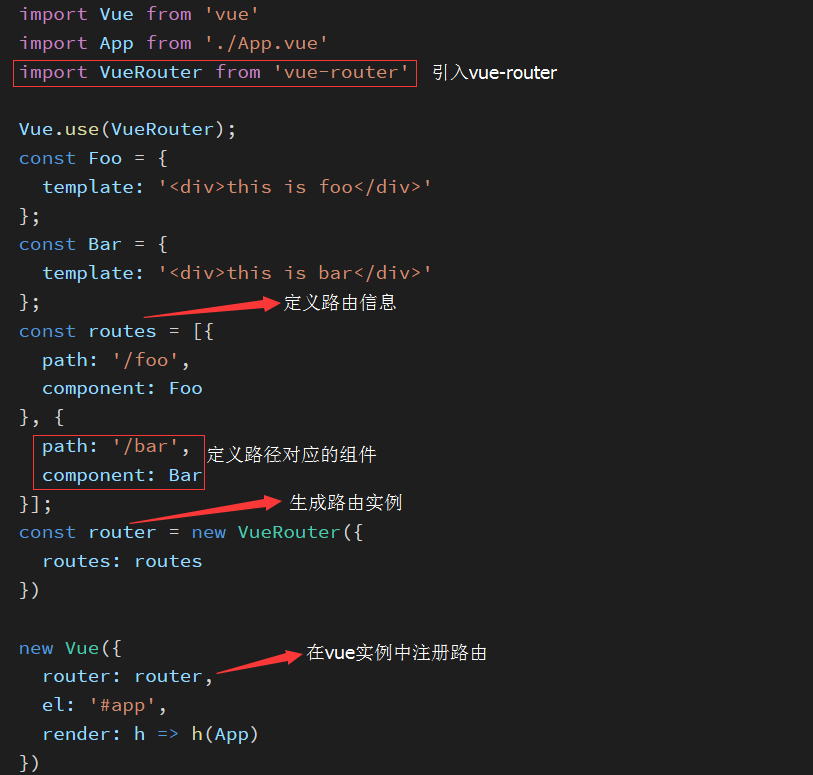 import Vue from 'vue'
import App from './App.vue'
import VueRouter from 'vue-router' 引入vue-router
Vue.use(VueRouter);
const Foo = {
  template: '<div>this is foo</div>'
};
const Bar = {
  template: '<div>this is bar</div>'
};
定义路由信息
const routes = [{
  path: '/foo',
  component: Foo
}, {
  path: '/bar',
定义路径对应的组件
  component: Bar
}];
生成路由实例
const router = new VueRouter({
  routes: routes
})
new Vue({
在vue实例中注册路由
  router: router,
  el: '#app',
  render: h => h(App)
})